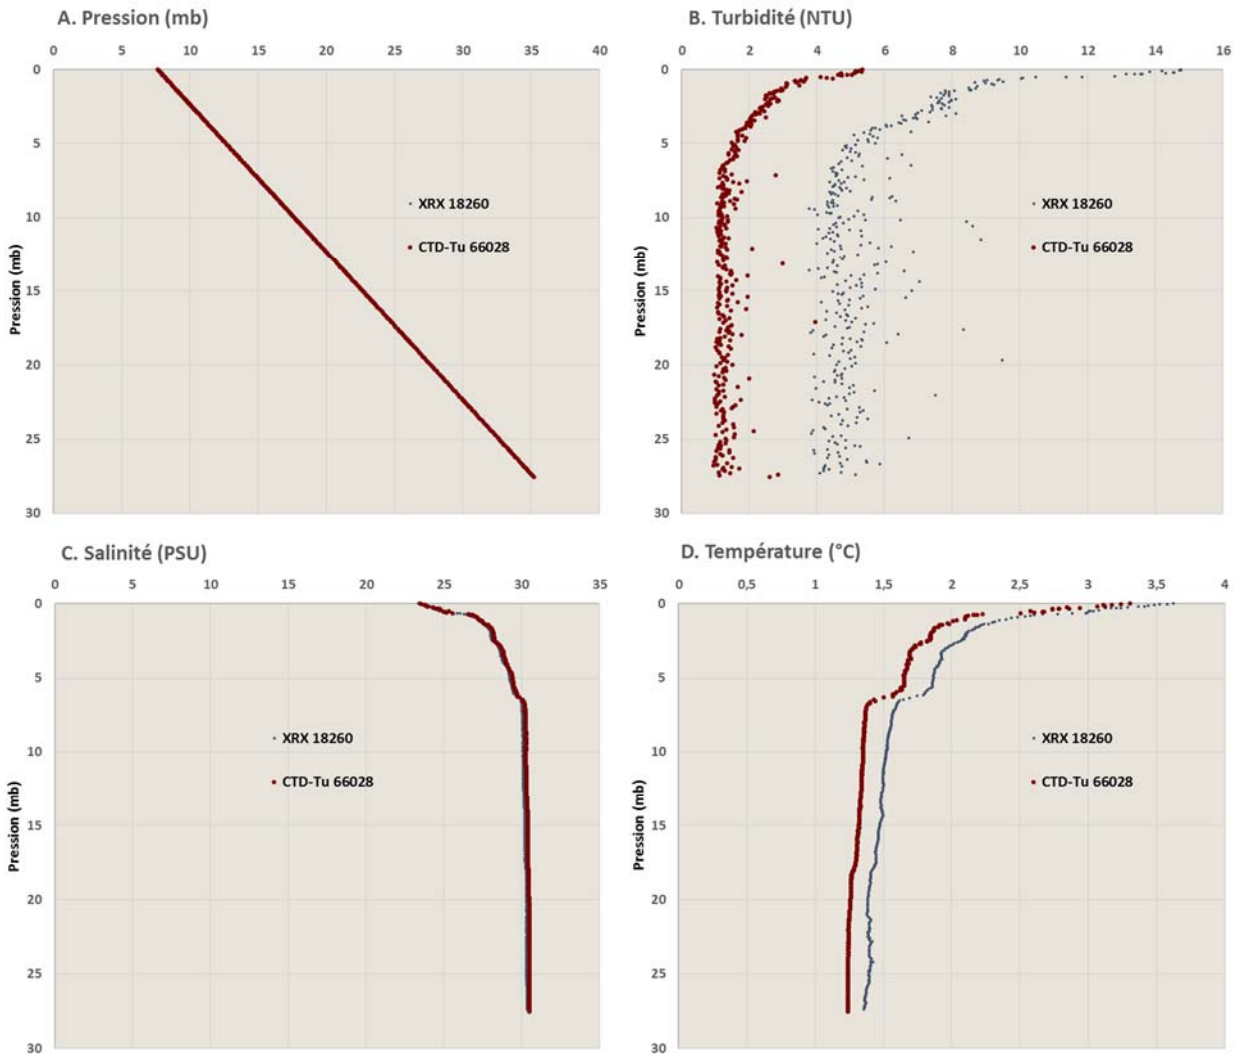 A. Pression (mb)
0 5 10 15 20 25 30 35 40
0
5
10
15
20
25
30
Pression (mb)
XRX 18260
CTD-Tu 66028
B. Turbidité (NTU)
0 2 4 6 8 10 12 14 16
0
5
10
15
20
25
30
Pression (mb)
XRX 18260
CTD-Tu 66028
C. Salinité (PSU)
0 5 10 15 20 25 30 35
0
5
10
15
20
25
30
Pression (mb)
XRX 18260
CTD-Tu 66028
D. Température (°C)
0 0,5 1 1,5 2 2,5 3 3,5 4
0
5
10
15
20
25
30
Pression (mb)
XRX 18260
CTD-Tu 66028